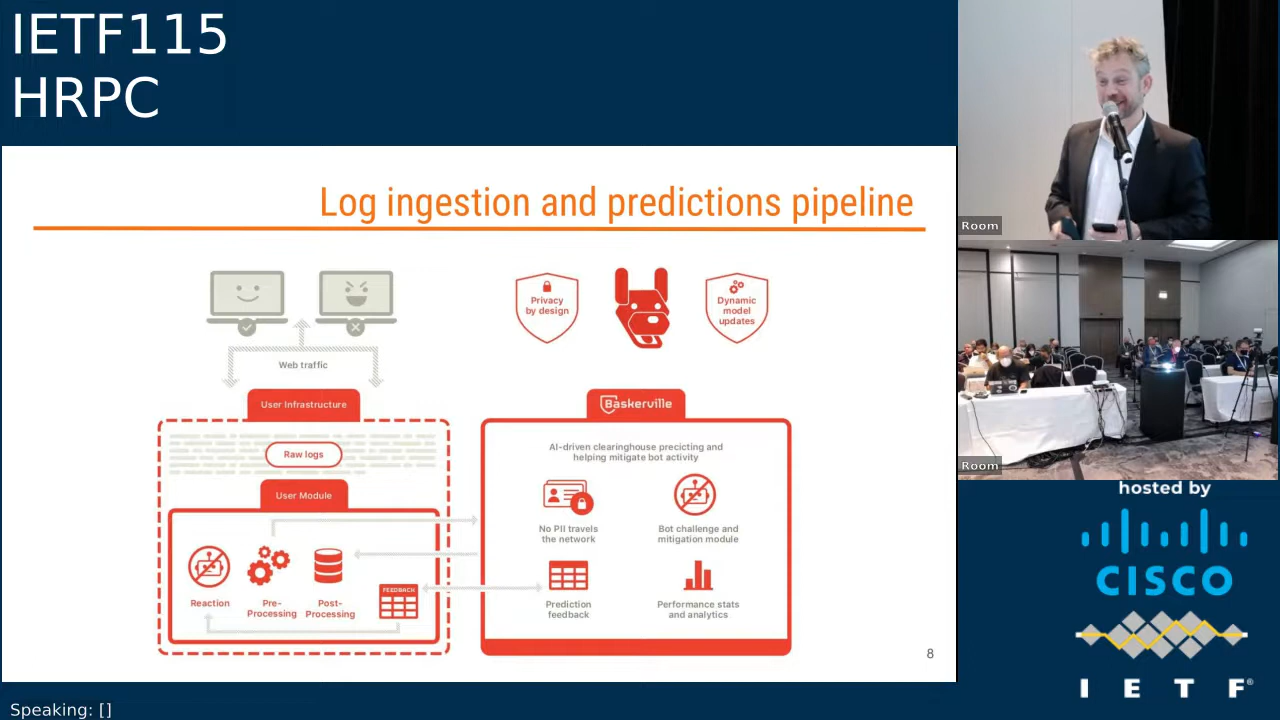 IETF115
HRPC
Log ingestion and predictions pipeline
Privacy
by design
Dynamic
model
updates
Web traffic
User Infrastructure
Raw logs
User Module
Reaction
Pre-
Processing
Post-
Processing
FEEDBACK
Baskerville
AI-driven clearinghouse precicting and
helping mitigate bot activity
No PII travels
the network
Bot challenge and
mitigation module
Prediction
feedback
Performance stats
and analytics
8
Room
Room
hosted by
CISCO
I E T F®
Speaking: []